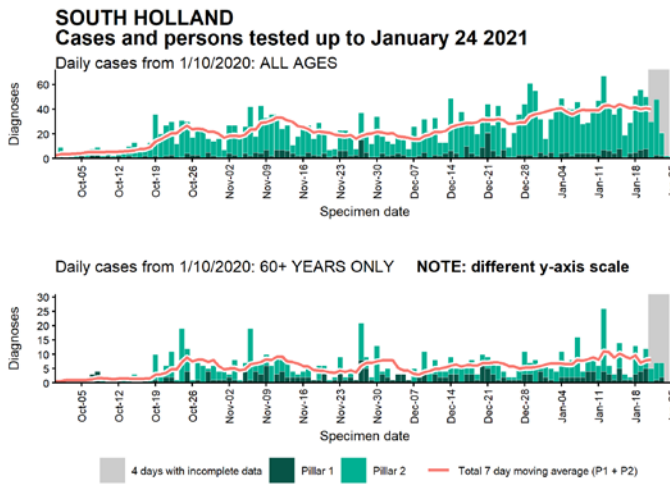 SOUTH HOLLAND
Cases and persons tested up to January 24 2021
Daily cases from 1/10/2020: ALL AGES
Diagnoses
60
40
20
0
Oct-05 Oct-12 Oct-19 Oct-26 Nov-02 Nov-09 Nov-16 Nov-23 Nov-30 Dec-07 Dec-14 Dec-21 Dec-28 Jan-04 Jan-11 Jan-18
Specimen date
Daily cases from 1/10/2020: 60+ YEARS ONLY NOTE: different y-axis scale
Diagnoses
30
25
20
15
10
5
0
Oct-05 Oct-12 Oct-19 Oct-26 Nov-02 Nov-09 Nov-16 Nov-23 Nov-30 Dec-07 Dec-14 Dec-21 Dec-28 Jan-04 Jan-11 Jan-18
Specimen date
4 days with incomplete data Pillar 1 Pillar 2 Total 7 day moving average (P1 + P2)